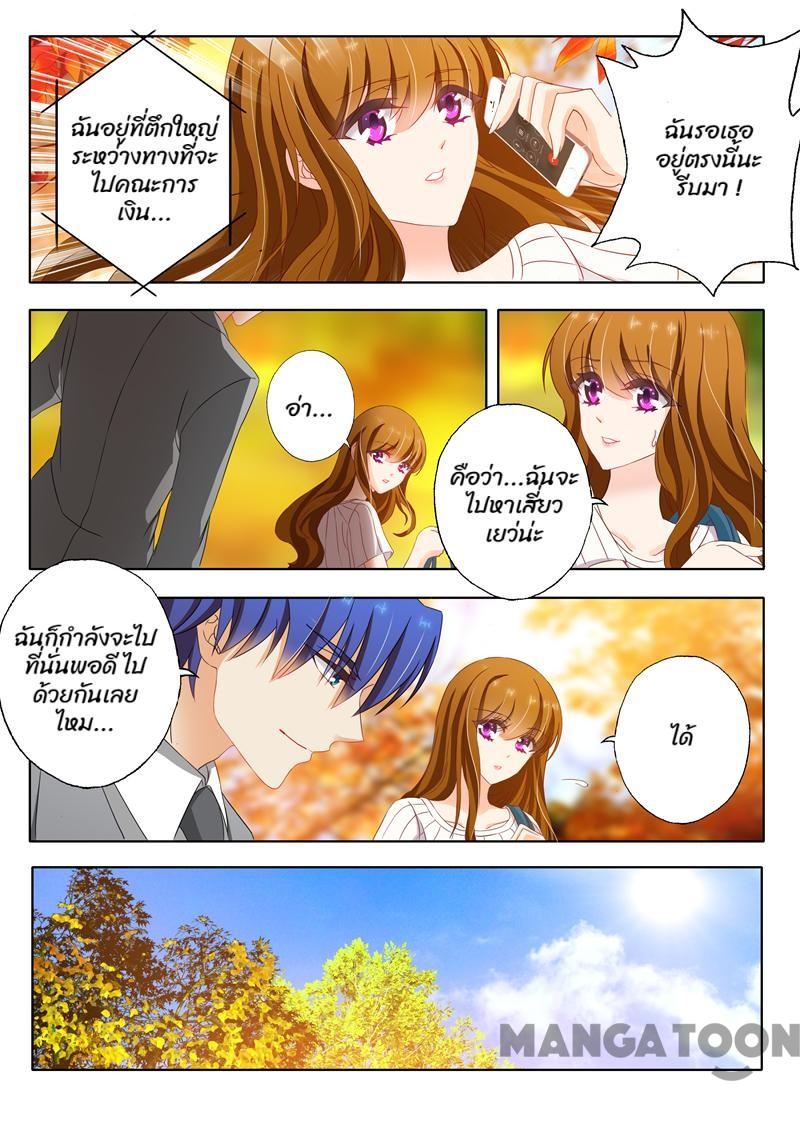 ฉันอยู่ที่ตึกใหญ่
ระหว่างทางที่จะ
ไปคณะการ
เงิน...
ฉันรอเธอ
อยู่ตรงนี้นะ
รีบมา !
อ่า...
คือว่า...ฉันจะ
ไปหาเสี่ยว
เยว่น่ะ
ฉันก็กำลังจะไป
ที่นั่นพอดี ไป
ด้วยกันเลย
ไหม...
ได้
MANGATOON